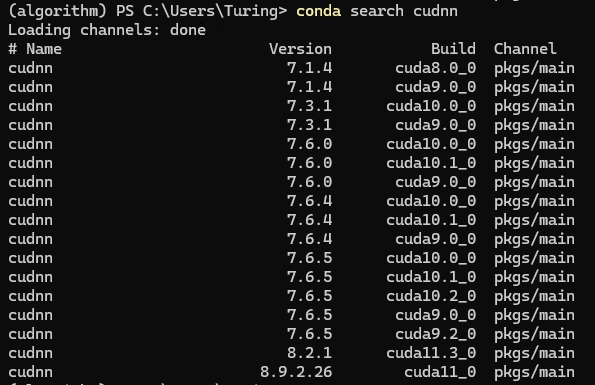 (algorithm) PS C:\Users\Turing> conda search cudnn
Loading channels: done
# Name Version Build Channel
cudnn 7.1.4 cuda8.0_0 pkgs/main
cudnn 7.1.4 cuda9.0_0 pkgs/main
cudnn 7.3.1 cuda10.0_0 pkgs/main
cudnn 7.3.1 cuda9.0_0 pkgs/main
cudnn 7.6.0 cuda10.0_0 pkgs/main
cudnn 7.6.0 cuda10.1_0 pkgs/main
cudnn 7.6.0 cuda9.0_0 pkgs/main
cudnn 7.6.4 cuda10.0_0 pkgs/main
cudnn 7.6.4 cuda10.1_0 pkgs/main
cudnn 7.6.4 cuda9.0_0 pkgs/main
cudnn 7.6.5 cuda10.0_0 pkgs/main
cudnn 7.6.5 cuda10.1_0 pkgs/main
cudnn 7.6.5 cuda10.2_0 pkgs/main
cudnn 7.6.5 cuda9.0_0 pkgs/main
cudnn 7.6.5 cuda9.2_0 pkgs/main
cudnn 8.2.1 cuda11.3_0 pkgs/main
cudnn 8.9.2.26 cuda11_0 pkgs/main